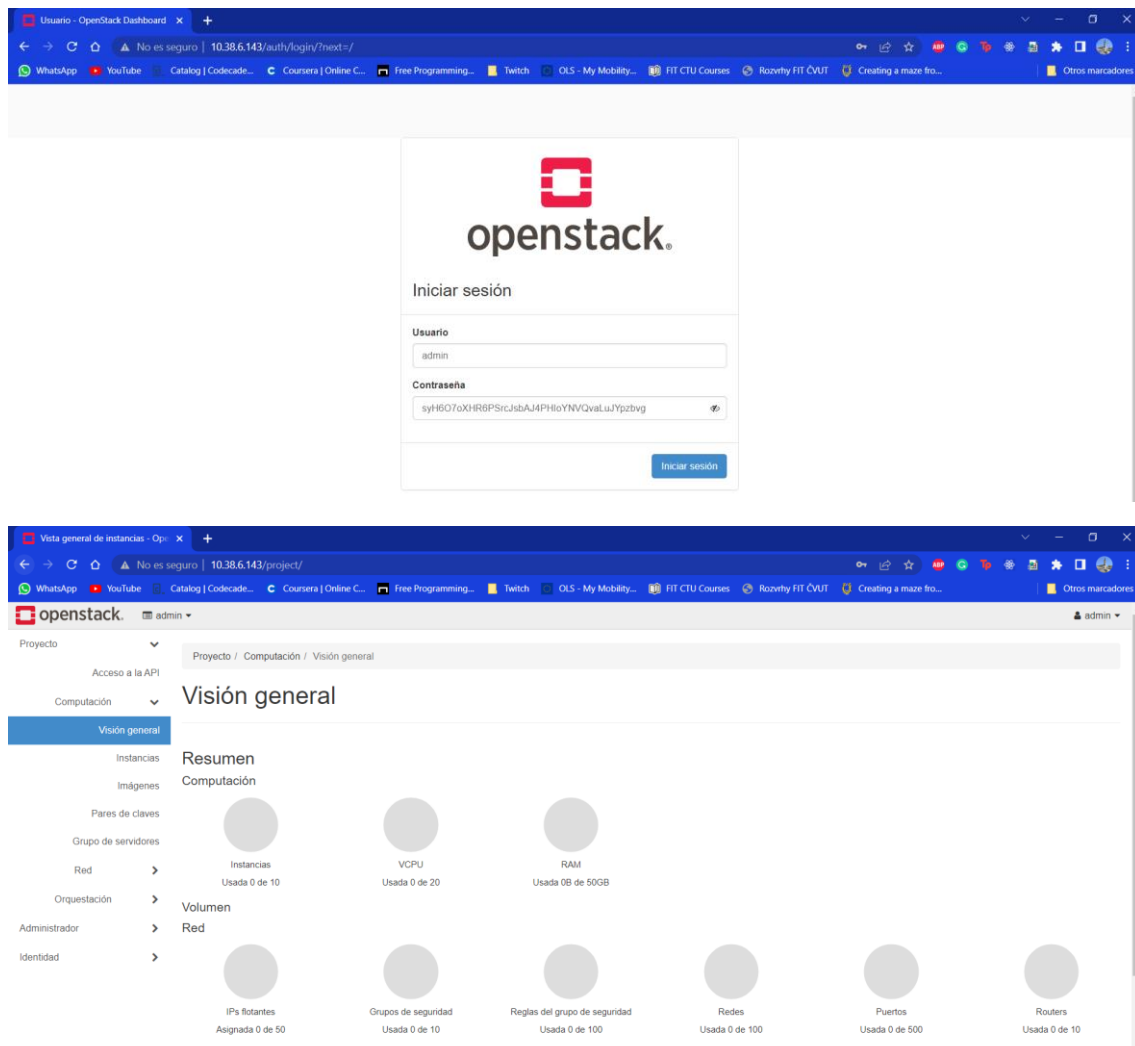 Usuario - OpenStack Dashboard
No es seguro | 10.38.6.143/auth/login/?next=/
WhatsApp YouTube Catalog | Codecade... Coursera | Online C... Free Programming... Twitch OLS - My Mobility... FIT CTU Courses Rozvrhy FIT ČVUT Creating a maze fro... Otros marcadores
openstack.
Iniciar sesión
Usuario
admin
Contraseña
syH6O7oXHR6PSrcJsbAJ4PHIoYNVQvaLuJYpzbvg
Iniciar sesión
Vista general de instancias - Ope
No es seguro | 10.38.6.143/project/
WhatsApp YouTube Catalog | Codecade... Coursera | Online C... Free Programming... Twitch OLS - My Mobility... FIT CTU Courses Rozvrhy FIT ČVUT Creating a maze fro... Otros marcadores
openstack. admin admin
Proyecto
Acceso a la API
Computación
Visión general
Instancias
Imágenes
Pares de claves
Grupo de servidores
Red
Orquestación
Administrador
Identidad
Proyecto / Computación / Visión general
Visión general
Resumen
Computación
Instancias VCPU RAM
Usada 0 de 10 Usada 0 de 20 Usada 0B de 50GB
Volumen
Red
IPs flotantes Grupos de seguridad Reglas del grupo de seguridad Redes Puertos Routers
Asignada 0 de 50 Usada 0 de 10 Usada 0 de 100 Usada 0 de 100 Usada 0 de 500 Usada 0 de 10